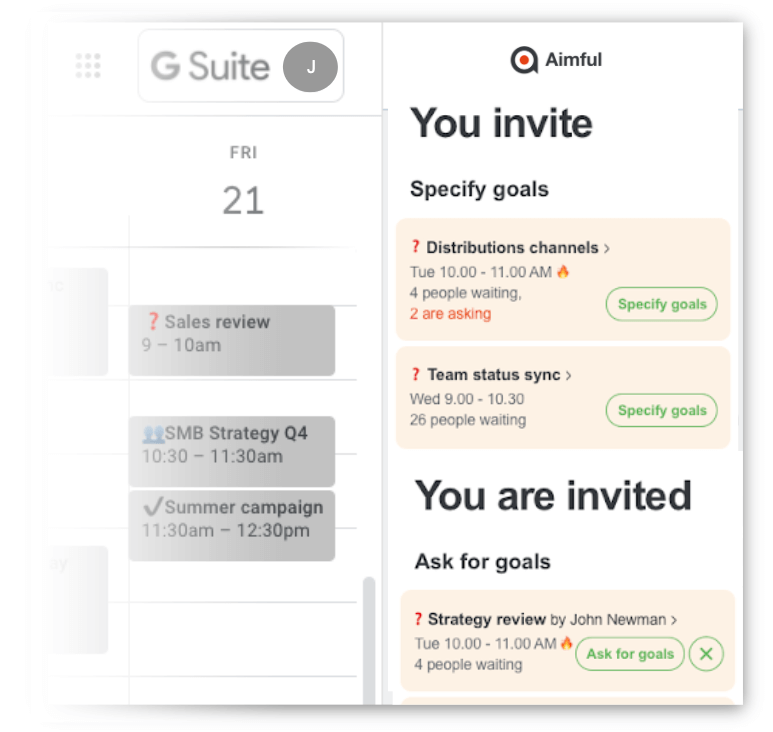 G Suite
J
FRI
21
❓ Sales review
9 – 10am
👥SMB Strategy Q4
10:30 – 11:30am
✔Summer campaign
11:30am – 12:30pm
Aimful
You invite
Specify goals
❓ Distributions channels >
Tue 10.00 - 11.00 AM 🔥
4 people waiting,
2 are asking
Specify goals
❓ Team status sync >
Wed 9.00 - 10.30
26 people waiting
Specify goals
You are invited
Ask for goals
❓ Strategy review by John Newman >
Tue 10.00 - 11.00 AM 🔥
4 people waiting
Ask for goals